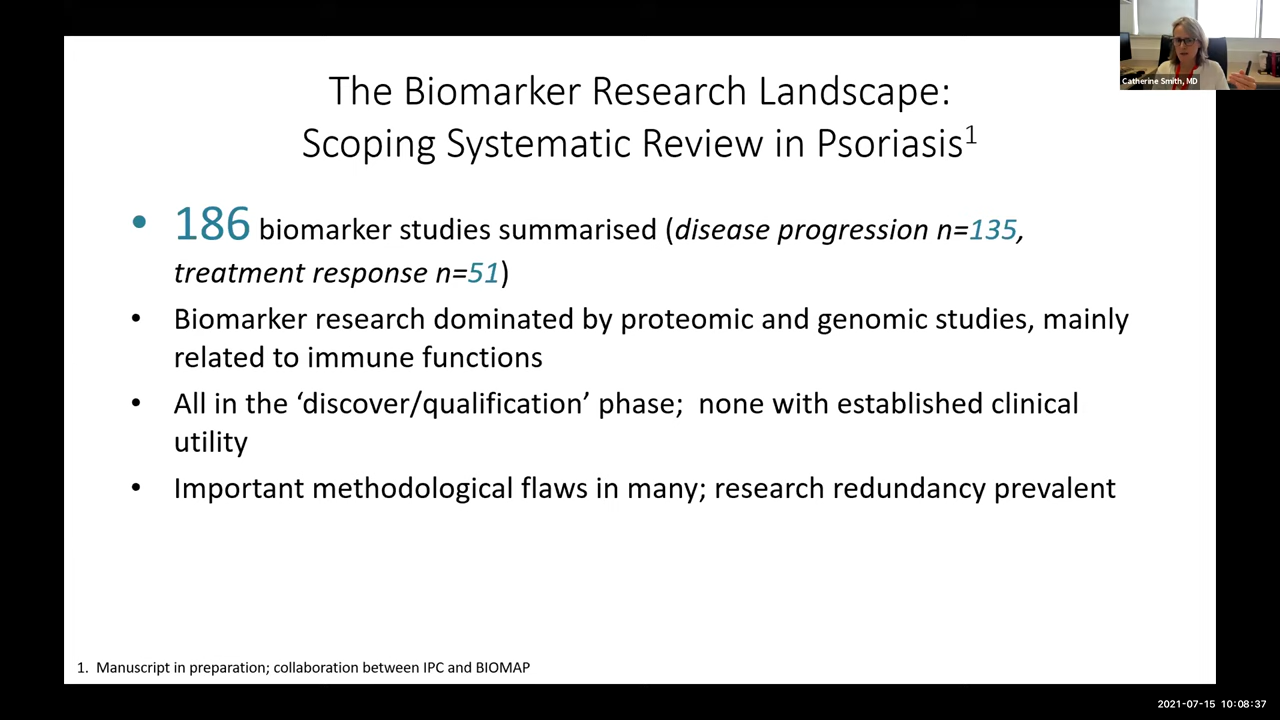 Catherine Smith, MD
The Biomarker Research Landscape:
Scoping Systematic Review in Psoriasis1
• 186 biomarker studies summarised (disease progression n=135,
treatment response n=51)
• Biomarker research dominated by proteomic and genomic studies, mainly
related to immune functions
• All in the ‘discover/qualification’ phase;  none with established clinical
utility
• Important methodological flaws in many; research redundancy prevalent
1.  Manuscript in preparation; collaboration between IPC and BIOMAP
2021-07-15 10:08:37